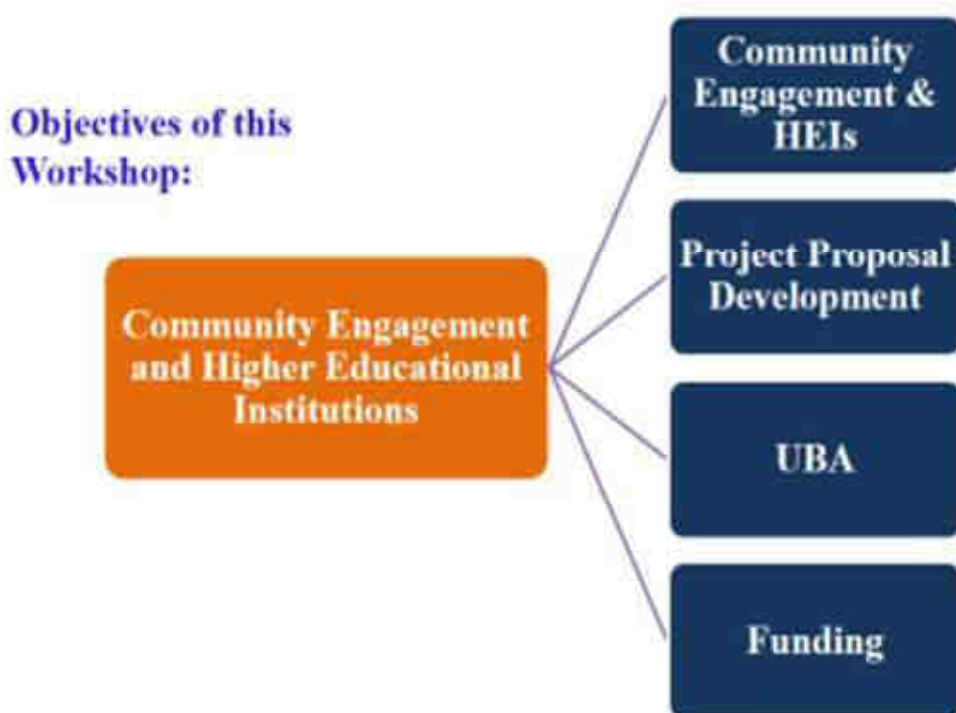 Objectives of this
Workshop:
Community Engagement
and Higher Educational
Institutions
Community
Engagement &
HEIs
Project Proposal
Development
UBA
Funding